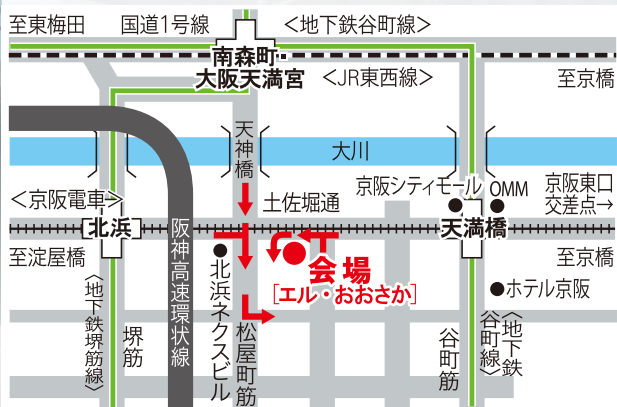 至東梅田
国道1号線
<地下鉄谷町線>
南森町・
大阪天満宮
<JR東西線>
至京橋
天神橋
大川
京阪シティモール
OMM
京阪東口
交差点→
<京阪電車>
土佐堀通
北浜
天満橋
至淀屋橋
阪神高速環状線
会場
[エル・おおさか]
至京橋
ホテル京阪
<地下鉄堺筋線>
堺筋
北浜ネクスビル
松屋町筋
谷町筋
<地下鉄
谷町線>